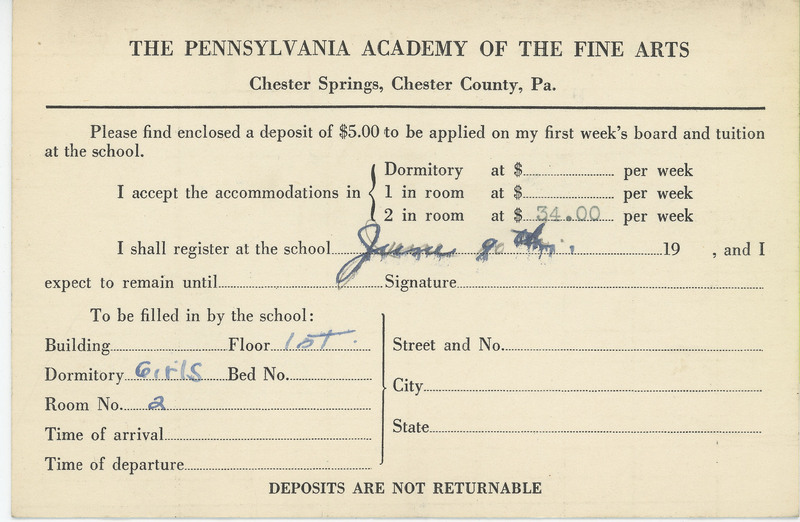 THE PENNSYLVANIA ACADEMY OF THE FINE ARTS
Chester Springs, Chester County, Pa.
Please find enclosed a deposit of $5.00 to be applied on my first week's board and tuition
at the school.
Dormitory at $ per week
I accept the accommodations in 1 in room at $ per week
2 in room at $ 34.00 per week
I shall register at the school June 19 , and I
expect to remain until Signature
To be filled in by the school:
Building Floor 1st.
Dormitory Girls Bed No.
Room No. 2
Time of arrival
Time of departure
Street and No.
City
State
DEPOSITS ARE NOT RETURNABLE